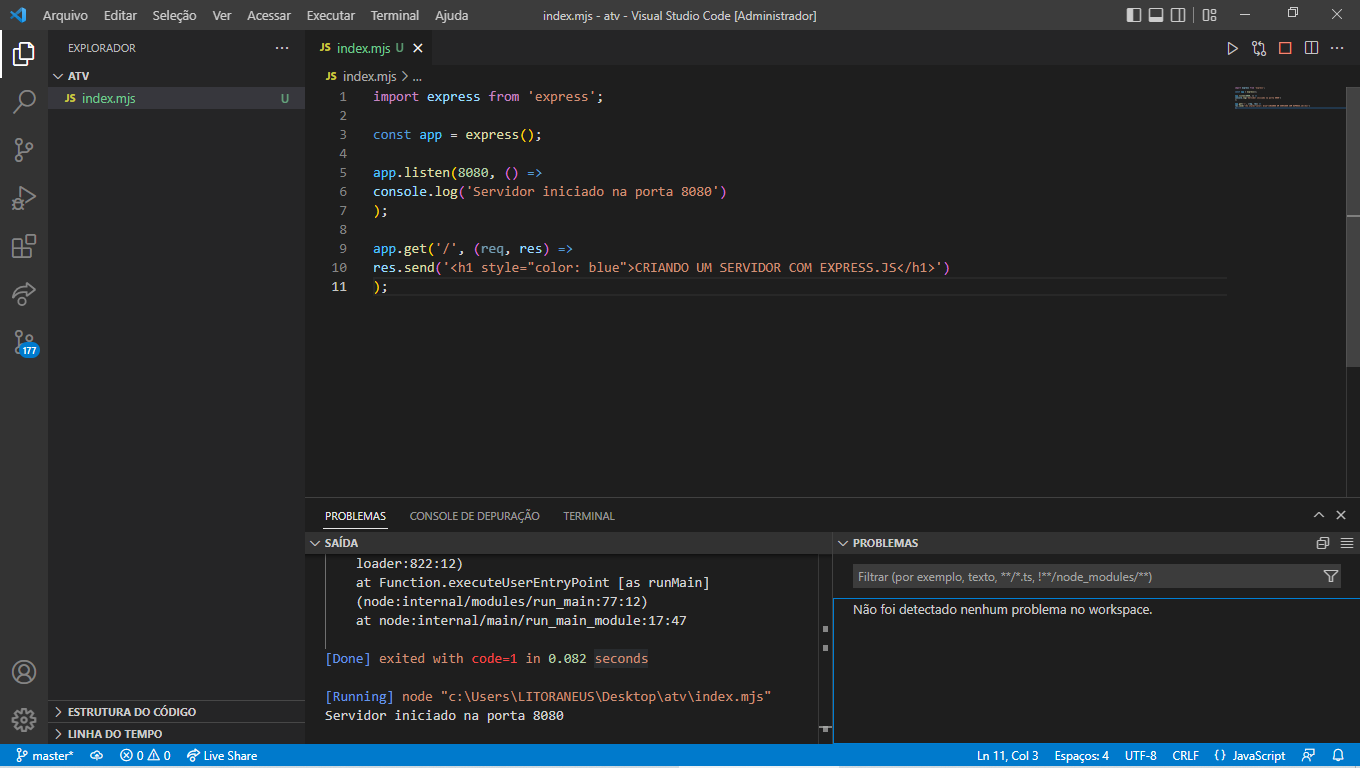 Arquivo Editar Seleção Ver Acessar Executar Terminal Ajuda index.mjs - atv - Visual Studio Code [Administrador]
EXPLORADOR ···
ATV
JS index.mjs U
JS index.mjs U
JS index.mjs > ...
1 import express from 'express';
2
3 const app = express();
4
5 app.listen(8080, () =>
6 console.log('Servidor iniciado na porta 8080')
7 );
8
9 app.get('/', (req, res) =>
10 res.send('<h1 style="color: blue">CRIANDO UM SERVIDOR COM EXPRESS.JS</h1>')
11 );
177
PROBLEMAS CONSOLE DE DEPURAÇÃO TERMINAL
SAÍDA
loader:822:12)
at Function.executeUserEntryPoint [as runMain]
(node:internal/modules/run_main:77:12)
at node:internal/main/run_main_module:17:47
[Done] exited with code=1 in 0.082 seconds
[Running] node "c:\Users\LITORANEUS\Desktop\atv\index.mjs"
Servidor iniciado na porta 8080
PROBLEMAS
Filtrar (por exemplo, texto, **/*.ts, !**/node_modules/**)
Não foi detectado nenhum problema no workspace.
ESTRUTURA DO CÓDIGO
LINHA DO TEMPO
master* 0 0 Live Share Ln 11, Col 3 Espaços: 4 UTF-8 CRLF {} JavaScript